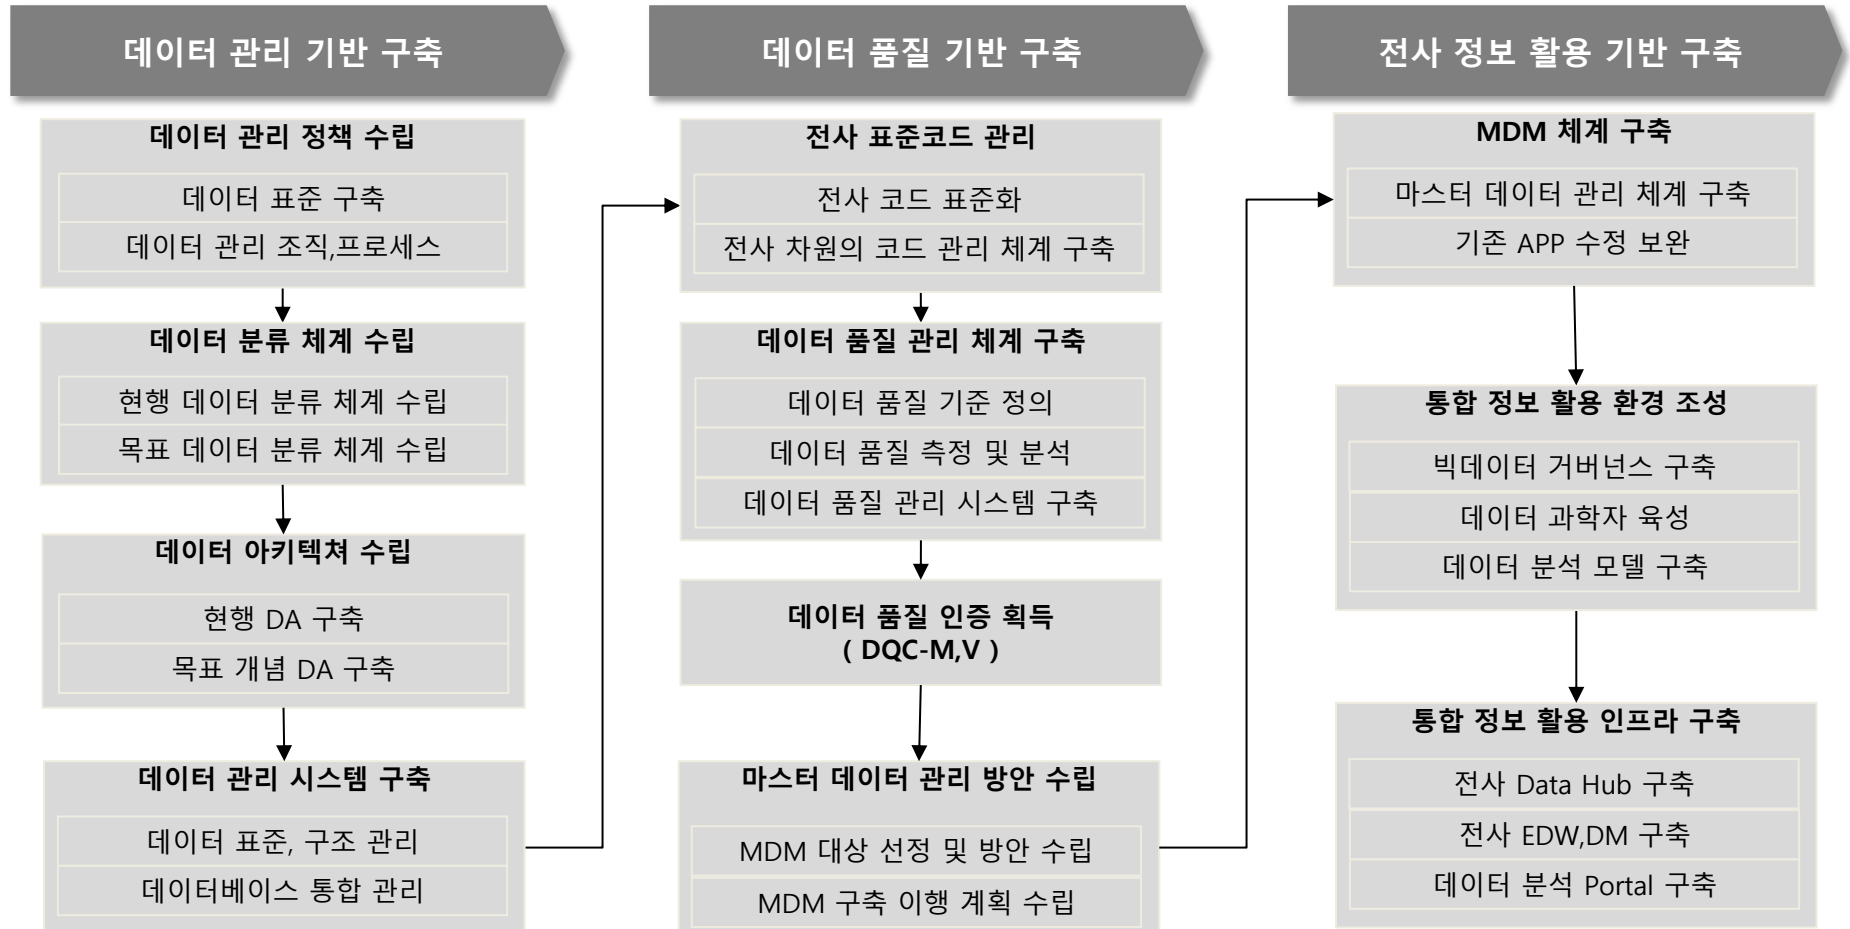 데이터 관리 기반 구축
데이터 관리 정책 수립
데이터 표준 구축
데이터 관리 조직,프로세스
데이터 분류 체계 수립
현행 데이터 분류 체계 수립
목표 데이터 분류 체계 수립
데이터 아키텍쳐 수립
현행 DA 구축
목표 개념 DA 구축
데이터 관리 시스템 구축
데이터 표준, 구조 관리
데이터베이스 통합 관리
데이터 품질 기반 구축
전사 표준코드 관리
전사 코드 표준화
전사 차원의 코드 관리 체계 구축
데이터 품질 관리 체계 구축
데이터 품질 기준 정의
데이터 품질 측정 및 분석
데이터 품질 관리 시스템 구축
데이터 품질 인증 획득
( DQC-M,V )
마스터 데이터 관리 방안 수립
MDM 대상 선정 및 방안 수립
MDM 구축 이행 계획 수립
전사 정보 활용 기반 구축
MDM 체계 구축
마스터 데이터 관리 체계 구축
기존 APP 수정 보완
통합 정보 활용 환경 조성
빅데이터 거버넌스 구축
데이터 과학자 육성
데이터 분석 모델 구축
통합 정보 활용 인프라 구축
전사 Data Hub 구축
전사 EDW,DM 구축
데이터 분석 Portal 구축